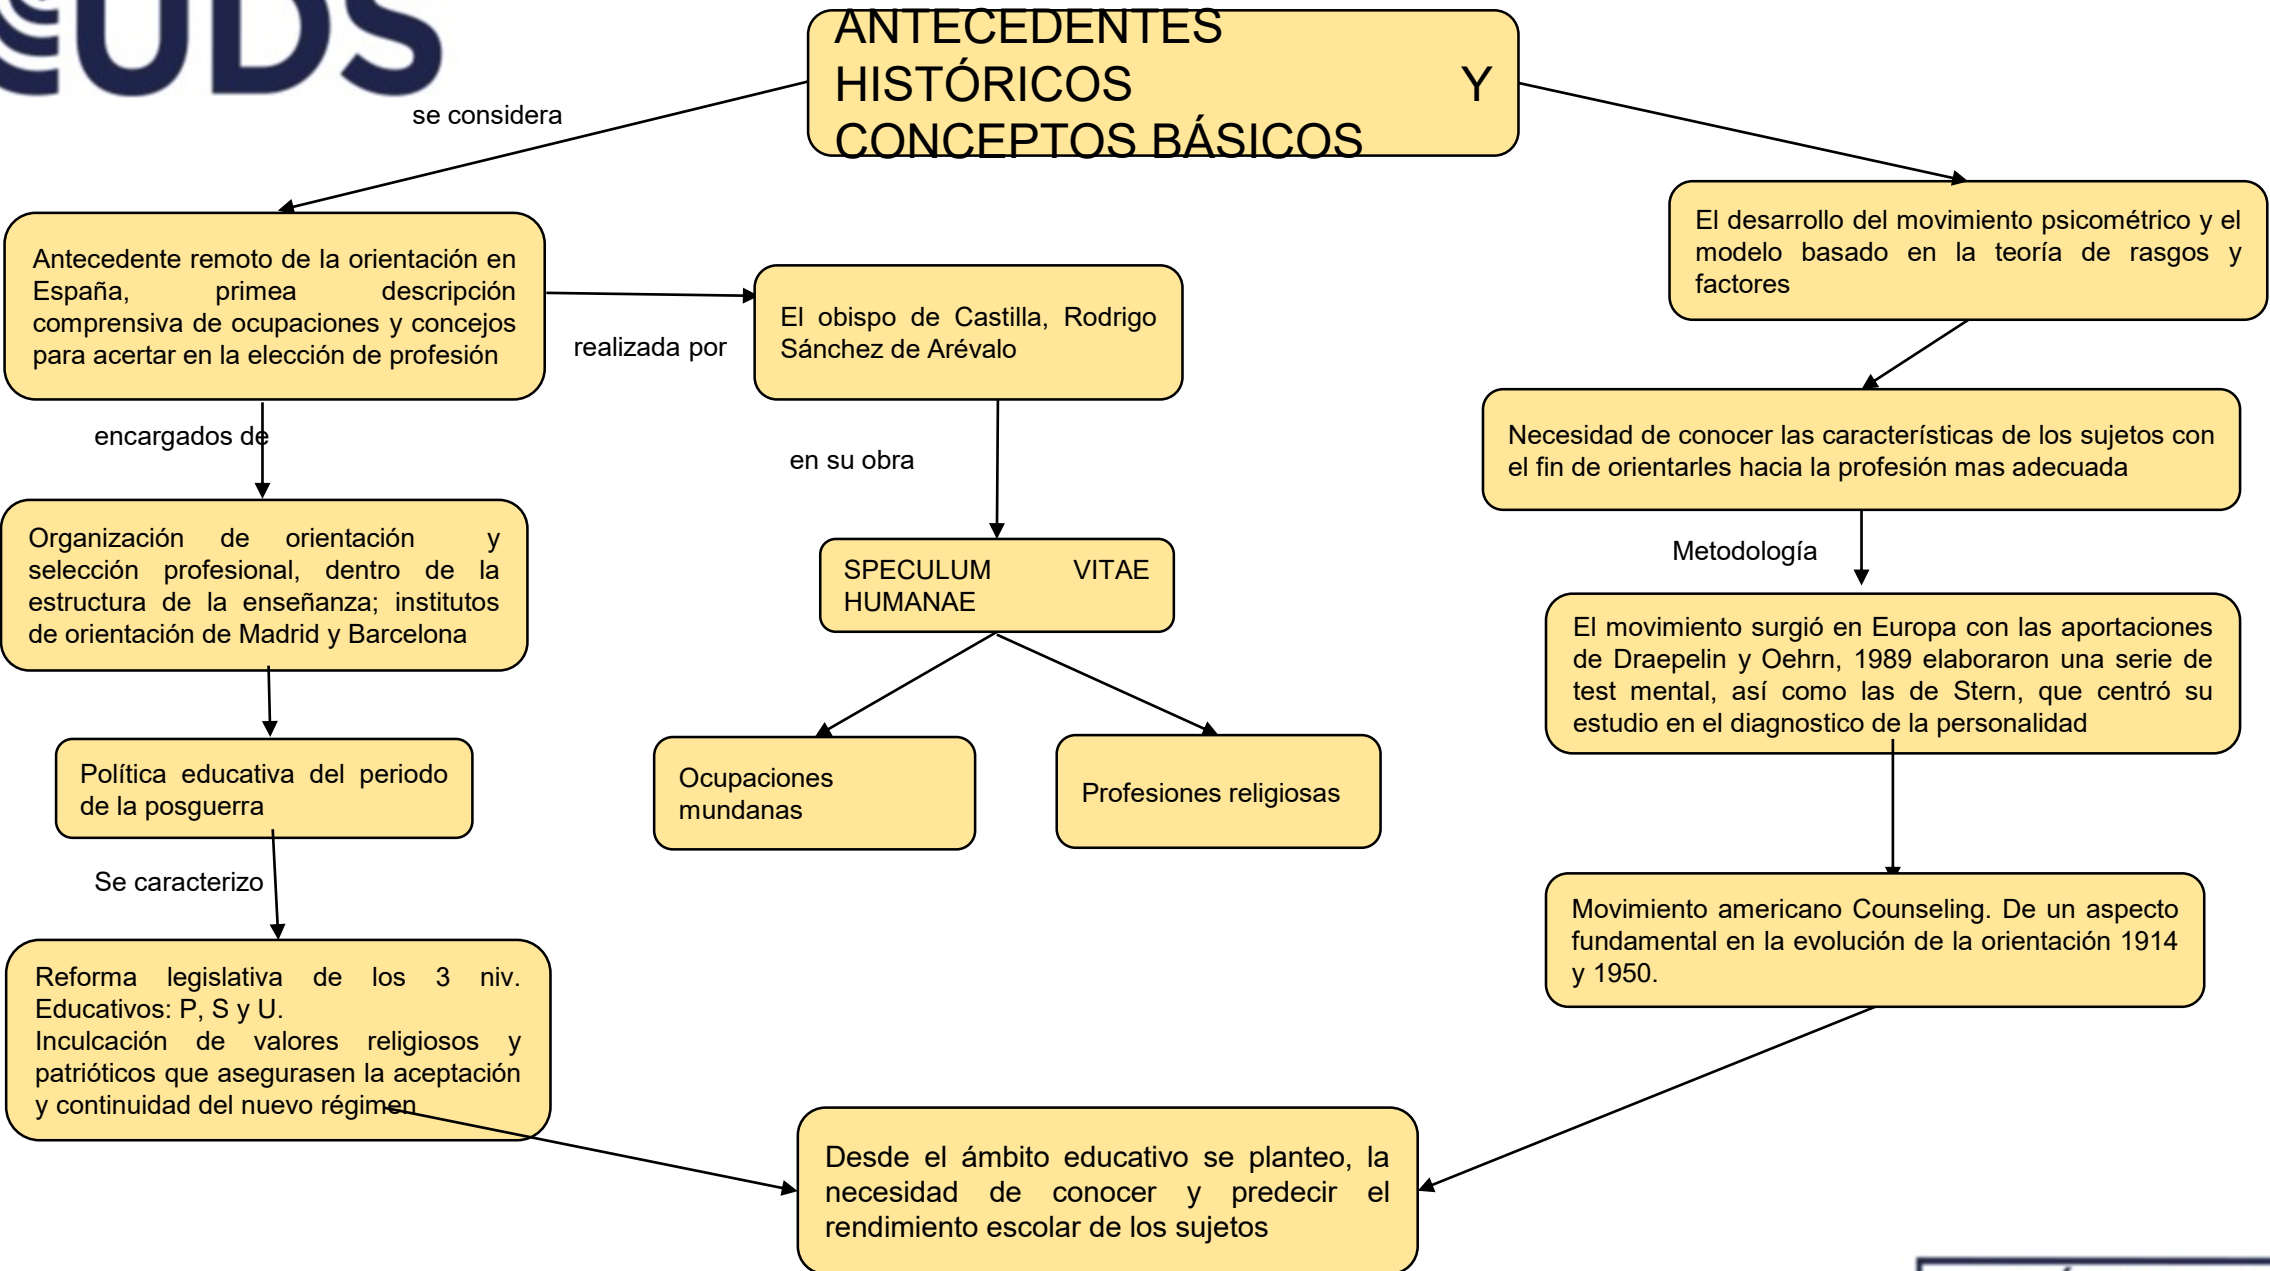 UDS
ANTECEDENTES
HISTÓRICOS Y
CONCEPTOS BÁSICOS
se considera
Antecedente remoto de la orientación en
España, primea descripción
comprensiva de ocupaciones y concejos
para acertar en la elección de profesión
realizada por
El obispo de Castilla, Rodrigo
Sánchez de Arévalo
El desarrollo del movimiento psicométrico y el
modelo basado en la teoría de rasgos y
factores
encargados de
en su obra
Necesidad de conocer las características de los sujetos con
el fin de orientarles hacia la profesión mas adecuada
Organización de orientación y
selección profesional, dentro de la
estructura de la enseñanza; institutos
de orientación de Madrid y Barcelona
SPECULUM VITAE
HUMANAE
Metodología
El movimiento surgió en Europa con las aportaciones
de Draepelin y Oehrn, 1989 elaboraron una serie de
test mental, así como las de Stern, que centró su
estudio en el diagnostico de la personalidad
Política educativa del periodo
de la posguerra
Ocupaciones
mundanas
Profesiones religiosas
Se caracterizo
Movimiento americano Counseling. De un aspecto
fundamental en la evolución de la orientación 1914
y 1950.
Reforma legislativa de los 3 niv.
Educativos: P, S y U.
Inculcación de valores religiosos y
patrióticos que asegurasen la aceptación
y continuidad del nuevo régimen
Desde el ámbito educativo se planteo, la
necesidad de conocer y predecir el
rendimiento escolar de los sujetos